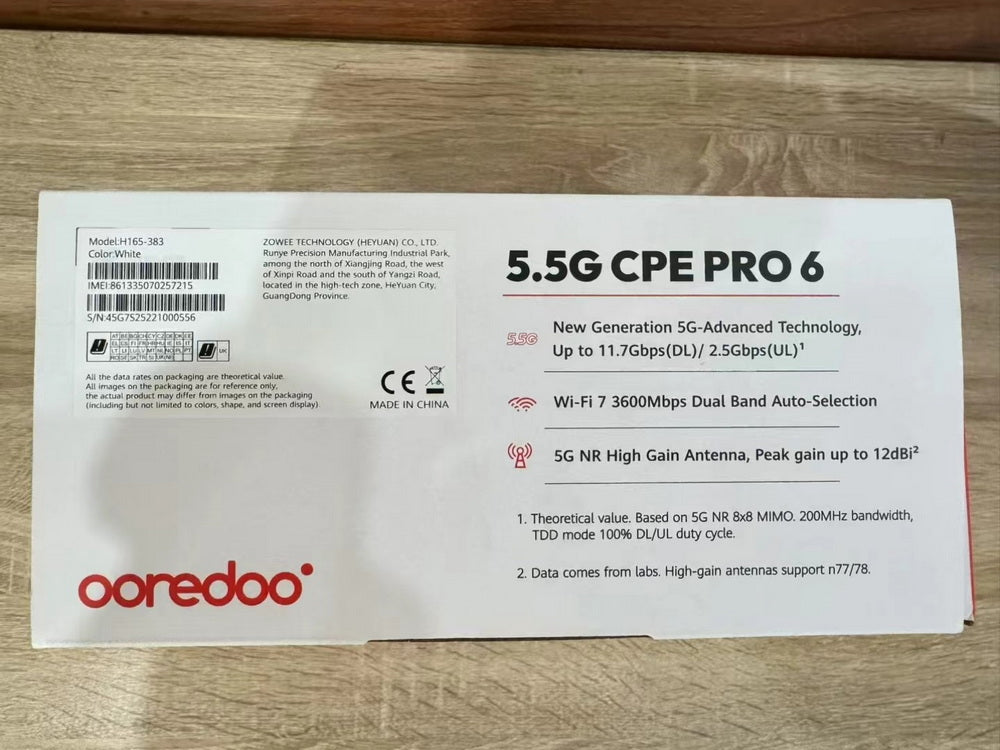 Model:H165-383
Color:White
IMEI:861335070257215
S/N:45G7S25221000556
UK
All the data rates on packaging are theoretical value.
All images on the packaging are for reference only,
the actual product may differ from images on the packaging
(including but not limited to colors, shape, and screen display).
ZOWEE TECHNOLOGY (HEYUAN) CO., LTD.
Runye Precision Manufacturing Industrial Park,
among the north of Xiangjing Road, the west
of Xinpi Road and the south of Yangzi Road,
located in the high-tech zone, HeYuan City,
GuangDong Province.
CE
MADE IN CHINA
ooredoo
5.5G CPE PRO 6
5.5G
New Generation 5G-Advanced Technology,
Up to 11.7Gbps(DL)/ 2.5Gbps(UL)¹
Wi-Fi 7 3600Mbps Dual Band Auto-Selection
5G NR High Gain Antenna, Peak gain up to 12dBi²
1. Theoretical value. Based on 5G NR 8x8 MIMO. 200MHz bandwidth,
TDD mode 100% DL/UL duty cycle.
2. Data comes from labs. High-gain antennas support n77/78.